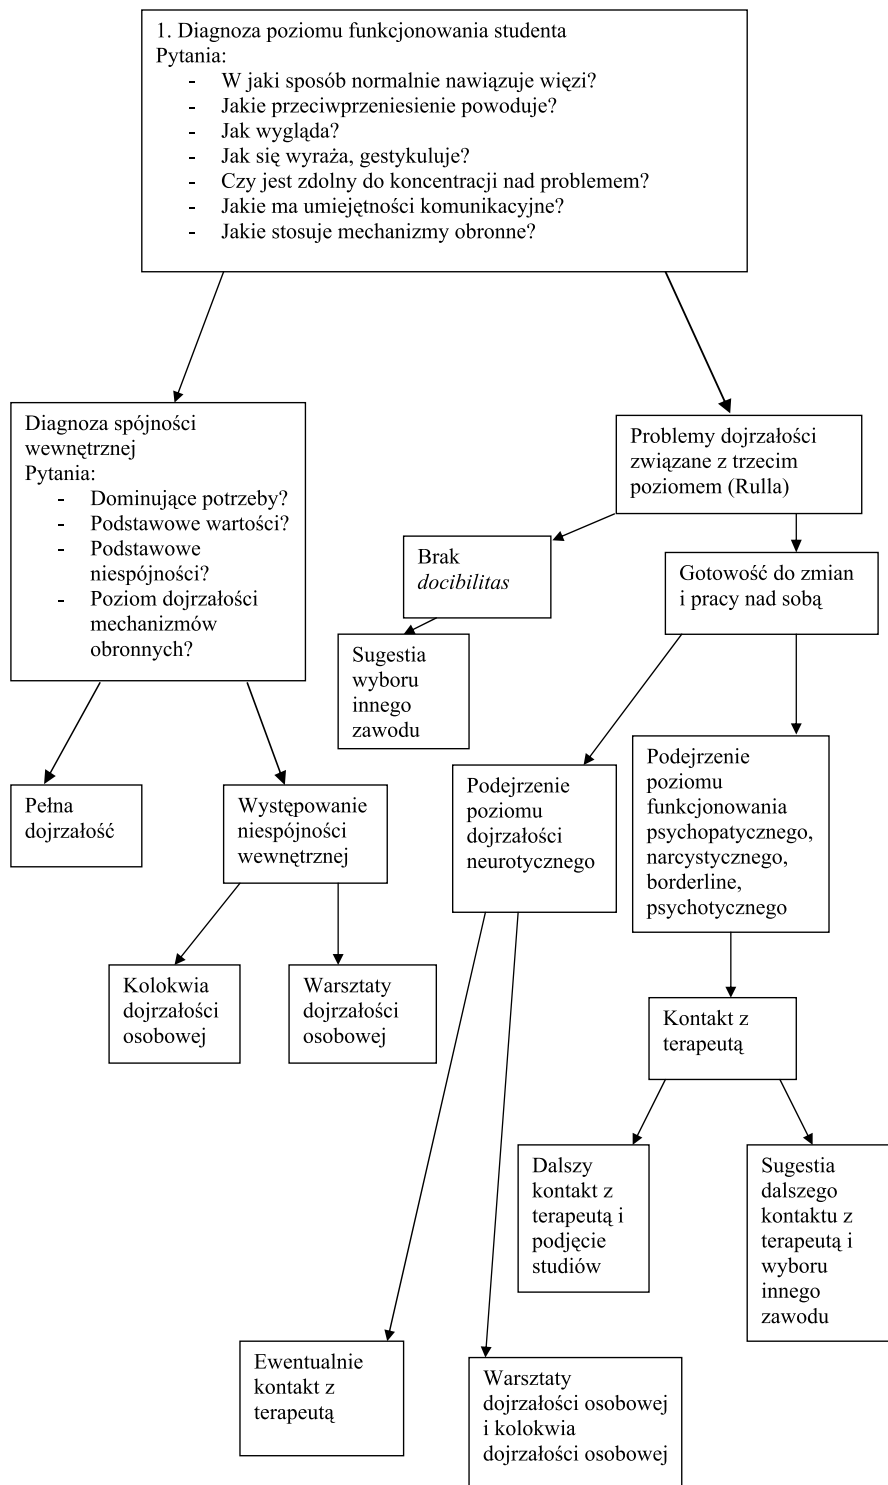 1. Diagnoza poziomu funkcjonowania studenta
Pytania:
- W jaki sposób normalnie nawiązuje więzi?
- Jakie przeciwprzeniesienie powoduje?
- Jak wygląda?
- Jak się wyraża, gestykuluje?
- Czy jest zdolny do koncentracji nad problemem?
- Jakie ma umiejętności komunikacyjne?
- Jakie stosuje mechanizmy obronne?
Diagnoza spójności
wewnętrznej
Pytania:
- Dominujące potrzeby?
- Podstawowe wartości?
- Podstawowe
niespójności?
- Poziom dojrzałości
mechanizmów
obronnych?
Problemy dojrzałości
związane z trzecim
poziomem (Rulla)
Brak
docibilitas
Gotowość do zmian
i pracy nad sobą
Sugestia
wyboru
innego
zawodu
Pełna
dojrzałość
Występowanie
niespójności
wewnętrznej
Podejrzenie
poziomu
dojrzałości
neurotycznego
Podejrzenie
poziomu
funkcjonowania
psychopatycznego,
narcystycznego,
borderline,
psychotycznego
Kolokwia
dojrzałości
osobowej
Warsztaty
dojrzałości
osobowej
Kontakt z
terapeutą
Dalszy
kontakt z
terapeutą i
podjęcie
studiów
Sugestia
dalszego
kontaktu z
terapeutą i
wyboru
innego
zawodu
Ewentualnie
kontakt z
terapeutą
Warsztaty
dojrzałości osobowej
i kolokwia
dojrzałości osobowej